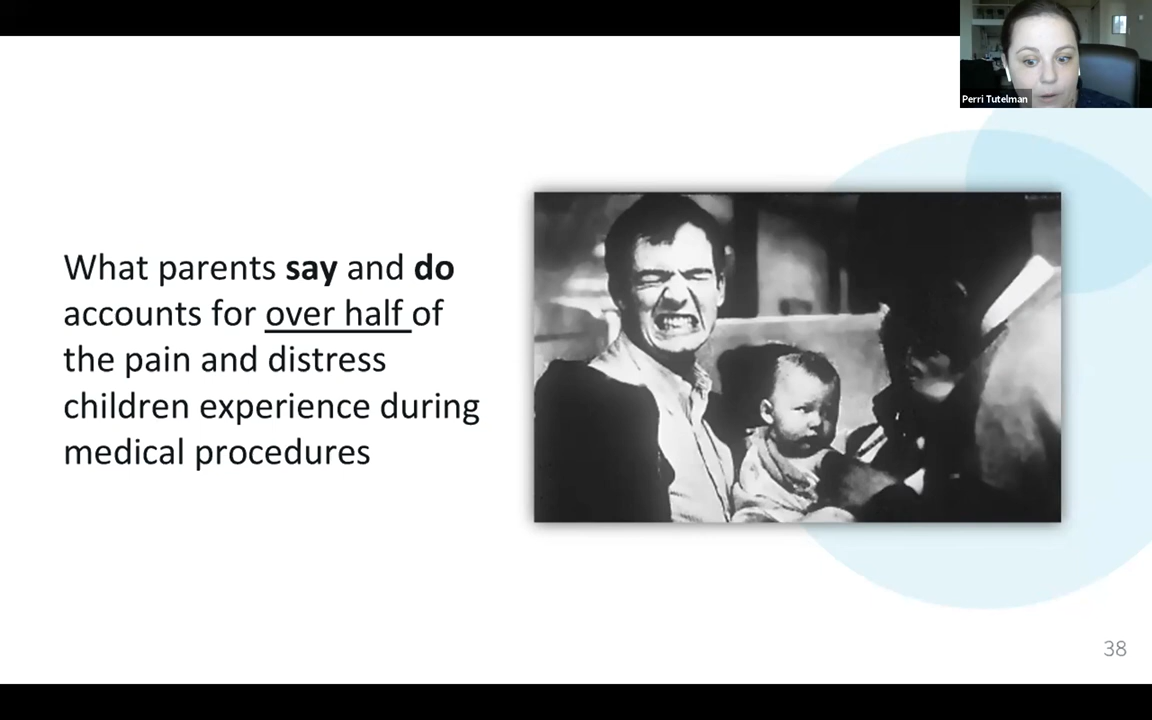 Perri Tutelman
What parents say and do
accounts for over half of
the pain and distress
children experience during
medical procedures
38